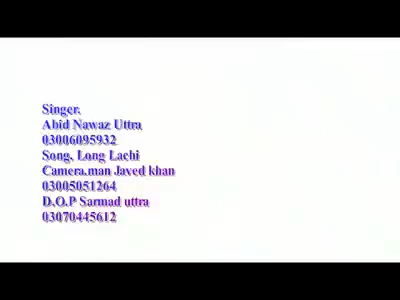 Singer.
Abid Nawaz Uttra
03006095932
Song, Long Lachi
Camera.man Javed khan
03005051264
D.O.P Sarmad uttra
03070445612